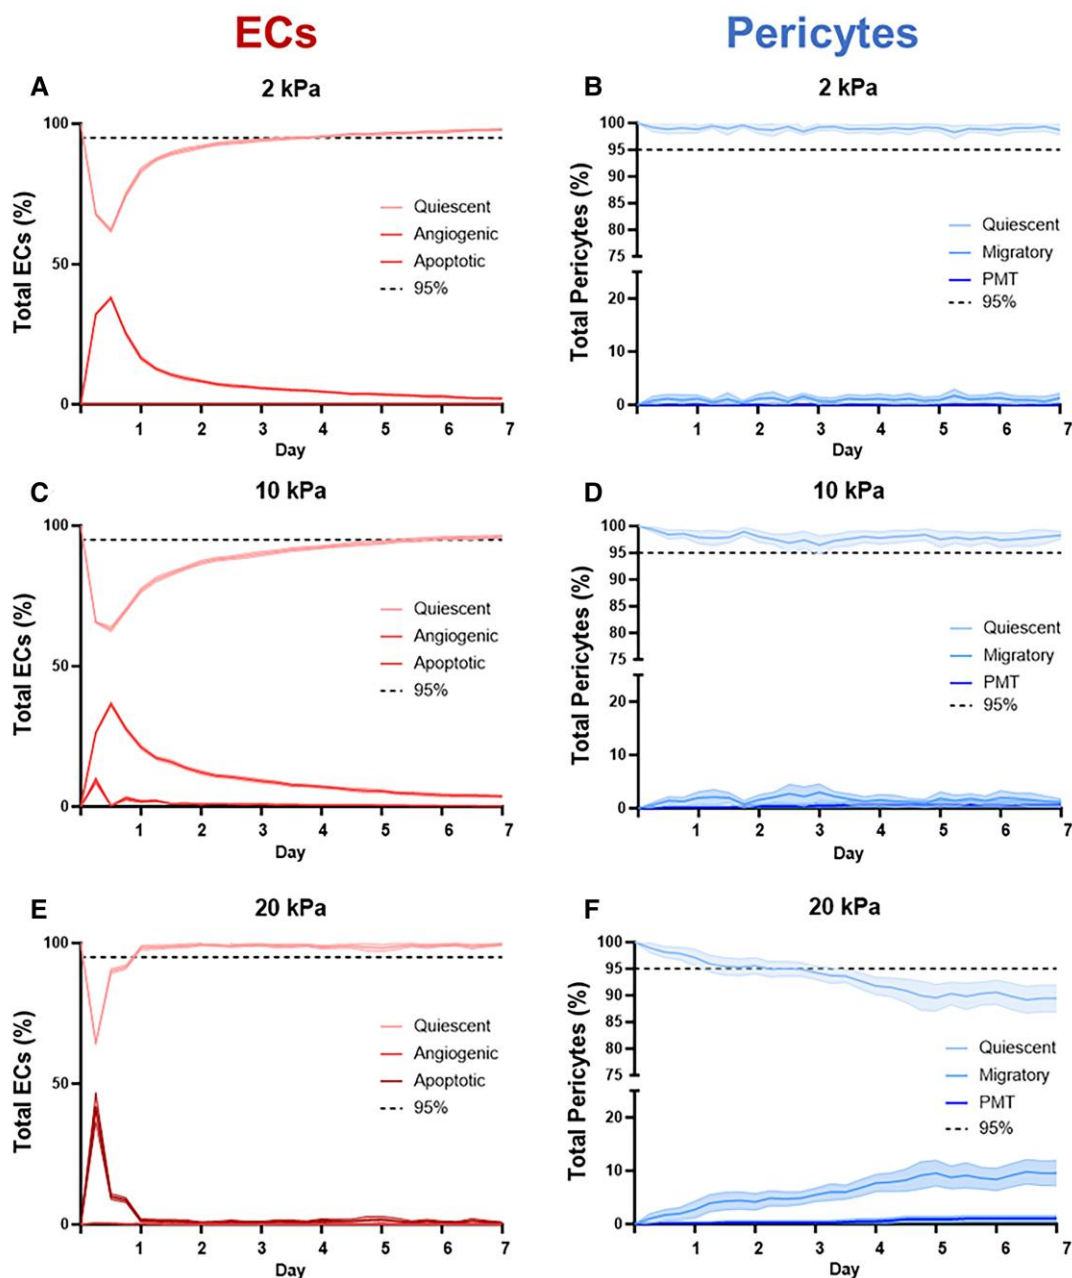 ECs
Pericytes
A
2 kPa
Total ECs (%)
100
50
0
Quiescent
Angiogenic
Apoptotic
95%
1 2 3 4 5 6 7
Day
B
2 kPa
Total Pericytes (%)
100
95
90
85
80
75
20
10
0
Quiescent
Migratory
PMT
95%
1 2 3 4 5 6 7
Day
C
10 kPa
Total ECs (%)
100
50
0
Quiescent
Angiogenic
Apoptotic
95%
1 2 3 4 5 6 7
Day
D
10 kPa
Total Pericytes (%)
100
95
90
85
80
75
20
10
0
Quiescent
Migratory
PMT
95%
1 2 3 4 5 6 7
Day
E
20 kPa
Total ECs (%)
100
50
0
Quiescent
Angiogenic
Apoptotic
95%
1 2 3 4 5 6 7
Day
F
20 kPa
Total Pericytes (%)
100
95
90
85
80
75
20
10
0
Quiescent
Migratory
PMT
95%
1 2 3 4 5 6 7
Day